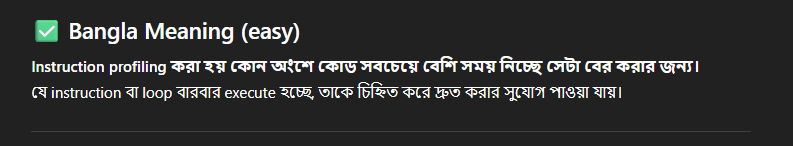 ✅ Bangla Meaning (easy)
Instruction profiling করা হয় কোন অংশে কোড সবচেয়ে বেশি সময় নিচ্ছে সেটা বের করার জন্য।
যে instruction বা loop বারবার execute হচ্ছে, তাকে চিহ্নিত করে দ্রুত করার সুযোগ পাওয়া যায়।